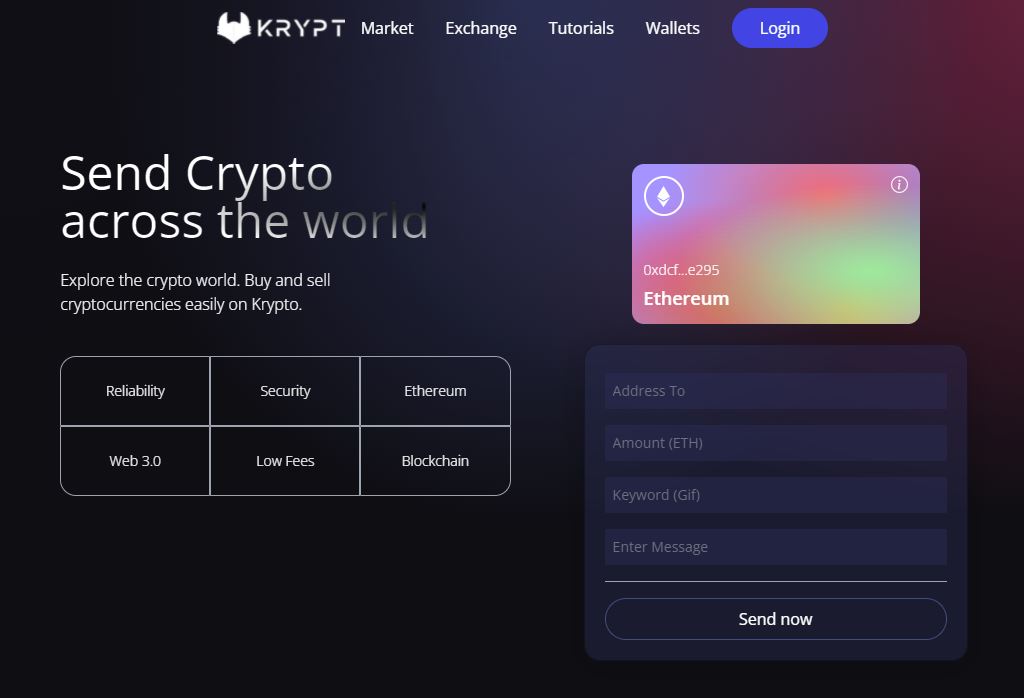 KRYPT
Market
Exchange
Tutorials
Wallets
Login
Send Crypto
across the world
Explore the crypto world. Buy and sell
cryptocurrencies easily on Krypto.
Reliability
Security
Ethereum
Web 3.0
Low Fees
Blockchain
i
0xdcf...e295
Ethereum
Address To
Amount (ETH)
Keyword (Gif)
Enter Message
Send now